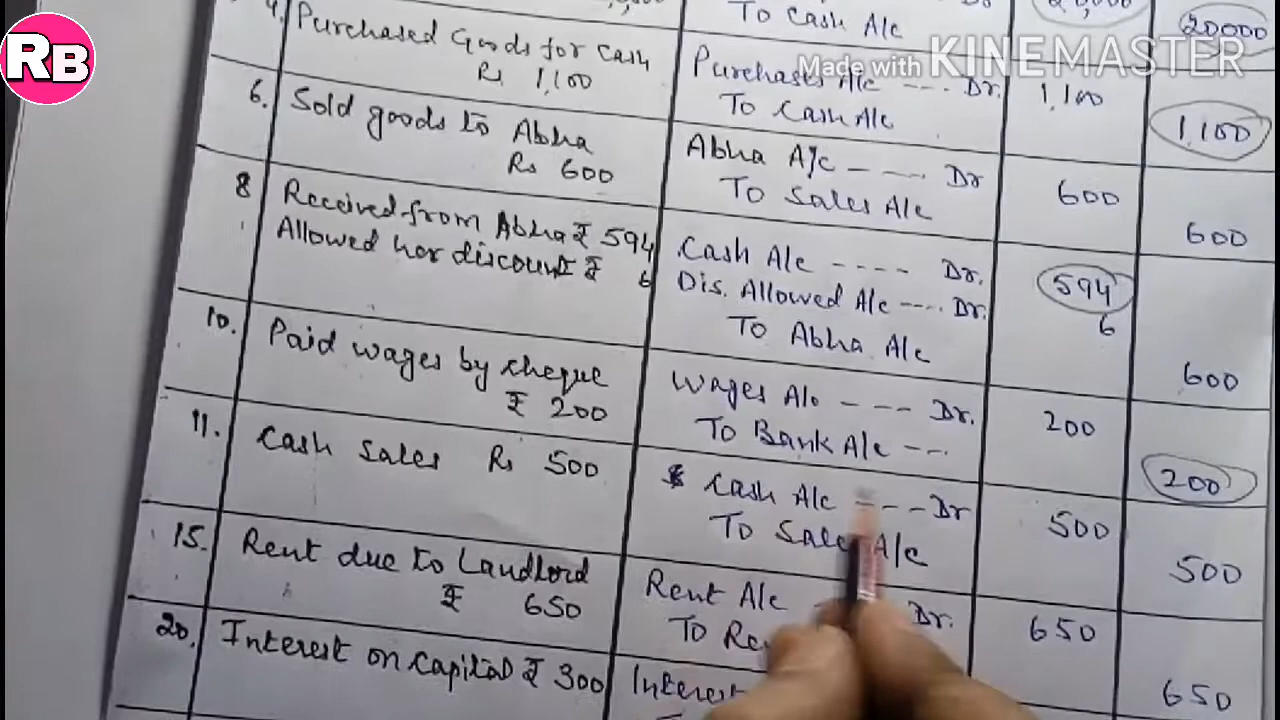 RB
Made with KINEMASTER
To Cash A/c 20000
4. Purchased Goods for Cash
Rs 1,100
Purchases A/c ---- Dr. 1,100
To Cash A/c 1,100
6. Sold goods to Abha
Rs 600
Abha A/c - --- Dr 600
To Sales A/c 600
8 Received from Abha ₹ 594
Allowed her discount ₹ 6
Cash A/c ---- Dr. 594
Dis. Allowed A/c ---- Dr. 6
To Abha A/c 600
10. Paid wages by cheque
₹ 200
Wages A/c - --- Dr. 200
To Bank A/c --- 200
11. Cash Sales Rs 500
Cash A/c - - - Dr 500
To Sales A/c 500
15. Rent due to Landlord
₹ 650
Rent A/c Dr. 650
To 650
20. Interest on Capital ₹ 300
Interest